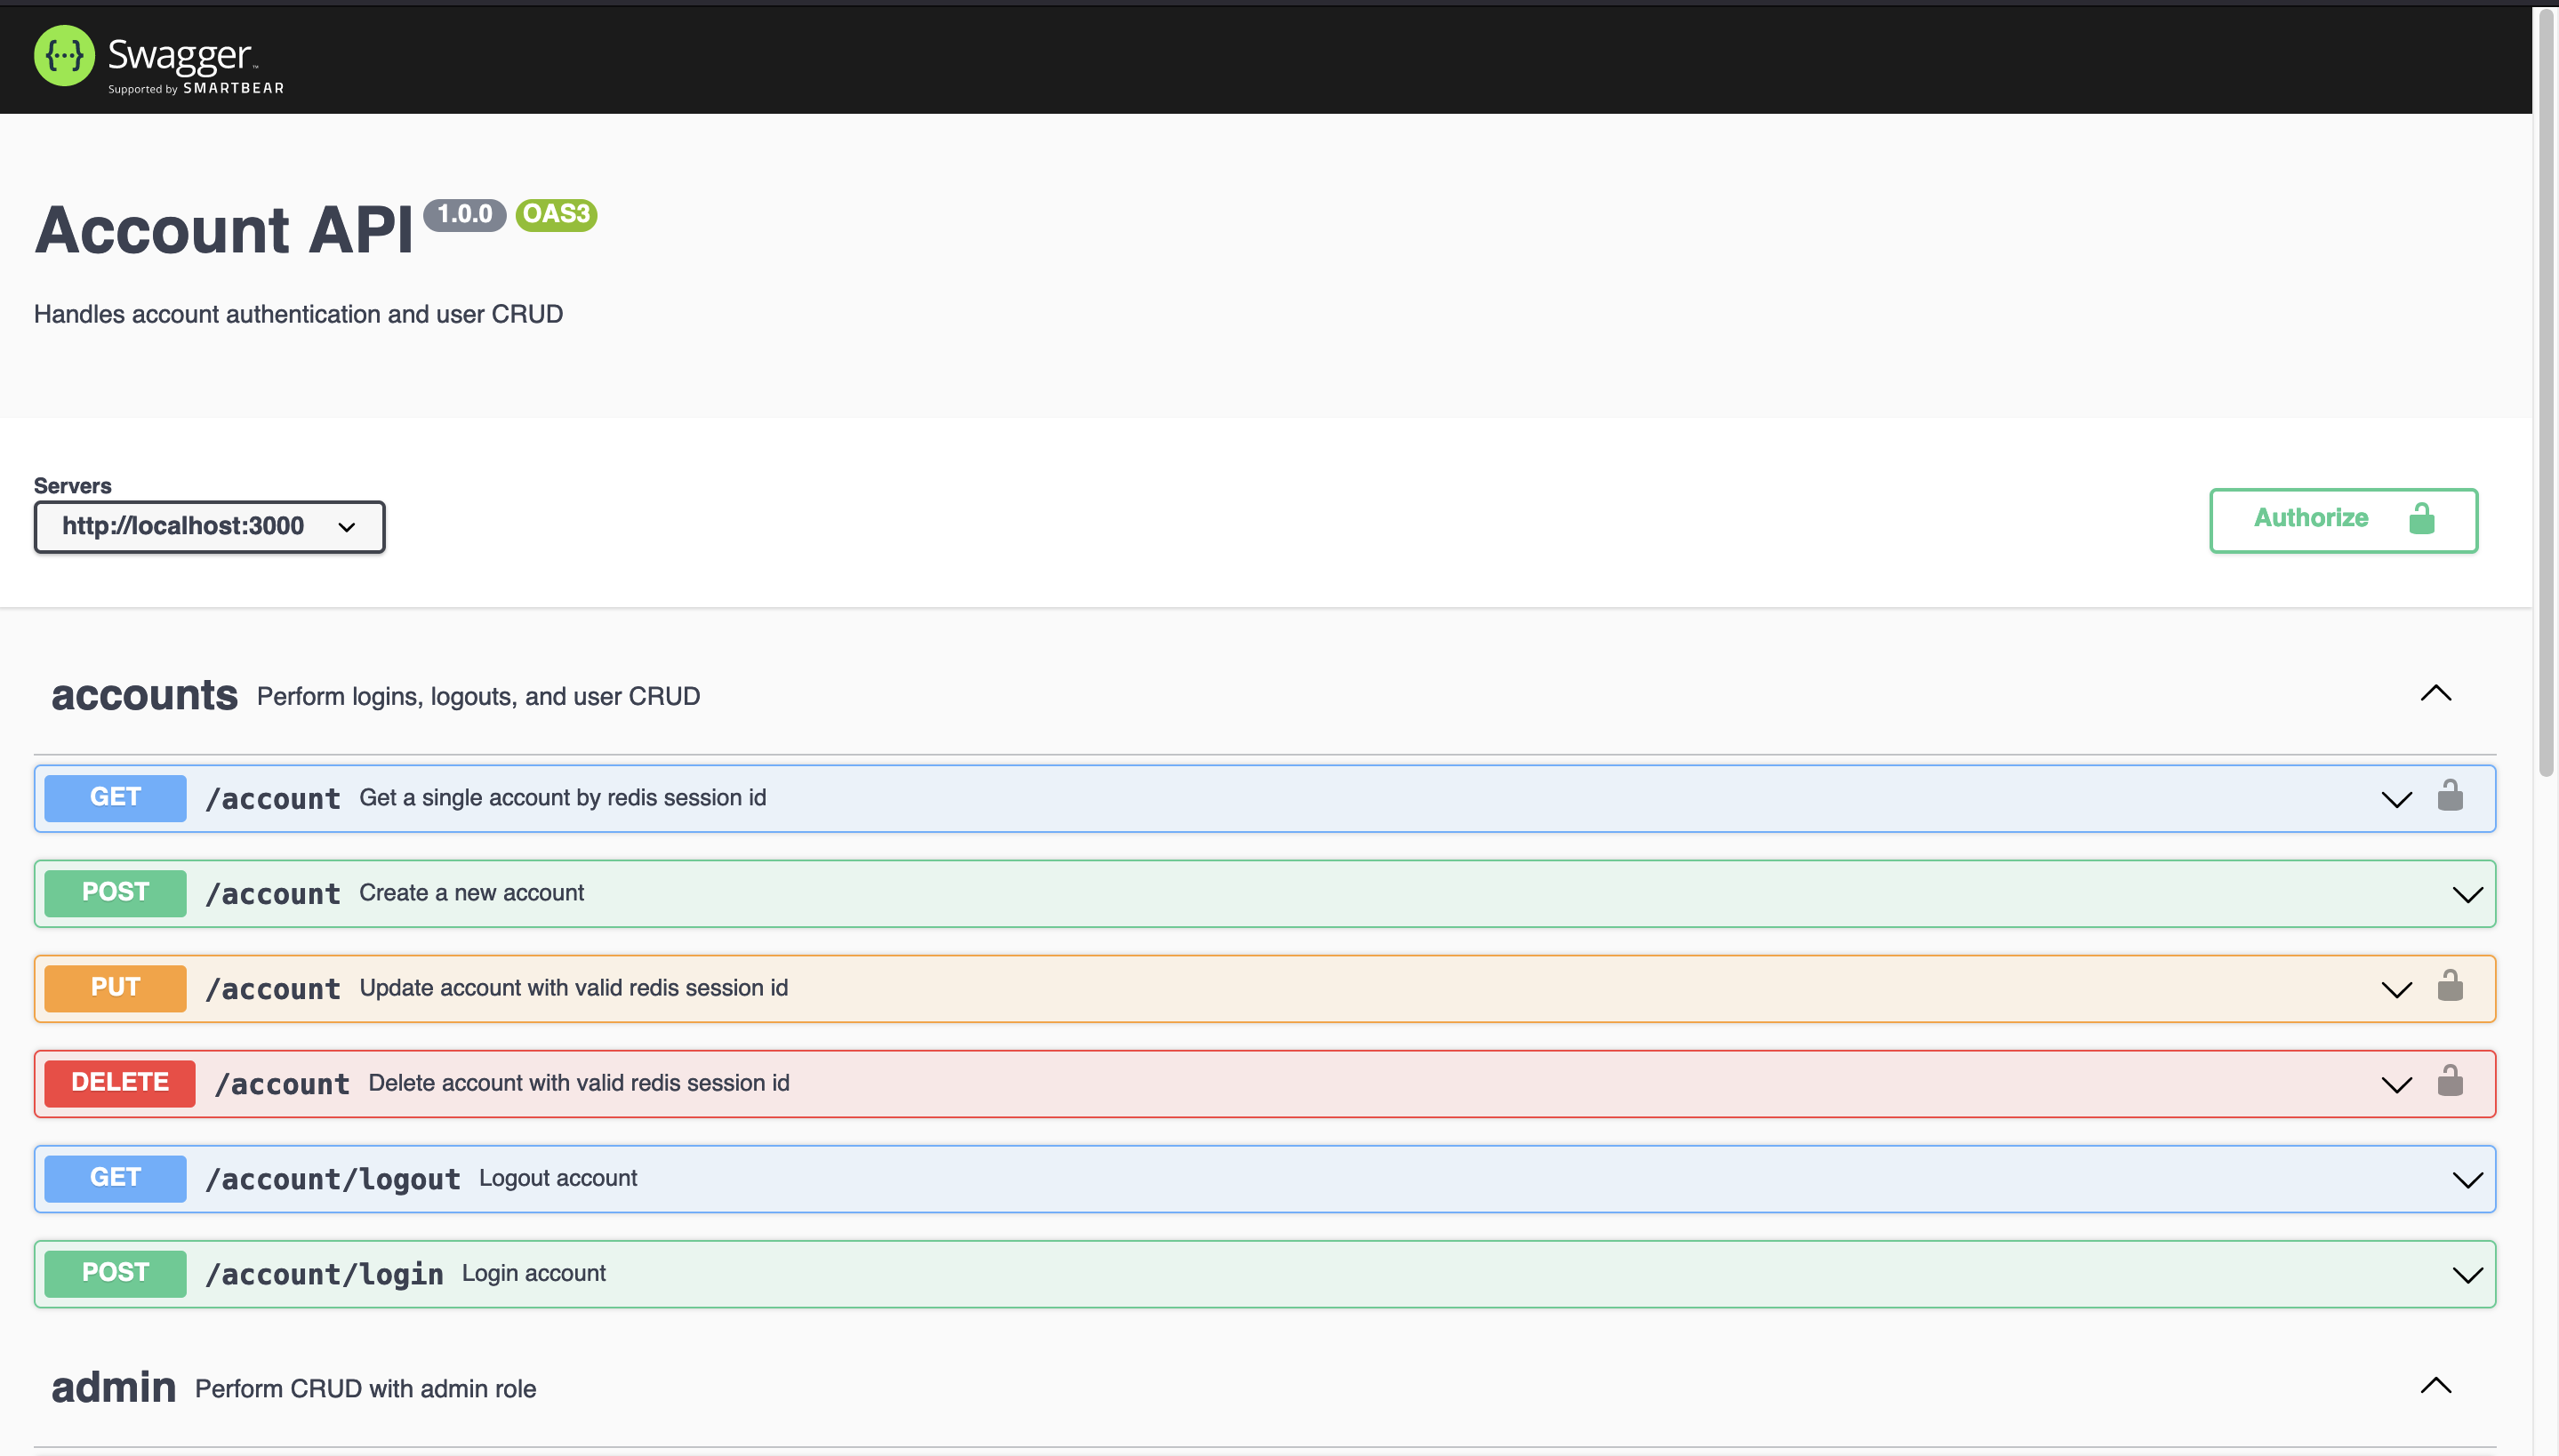 {···} Swagger™
Supported by SMARTBEAR
Account API 1.0.0 OAS3
Handles account authentication and user CRUD
Servers
http://localhost:3000
Authorize
accounts Perform logins, logouts, and user CRUD
GET /account Get a single account by redis session id
POST /account Create a new account
PUT /account Update account with valid redis session id
DELETE /account Delete account with valid redis session id
GET /account/logout Logout account
POST /account/login Login account
admin Perform CRUD with admin role